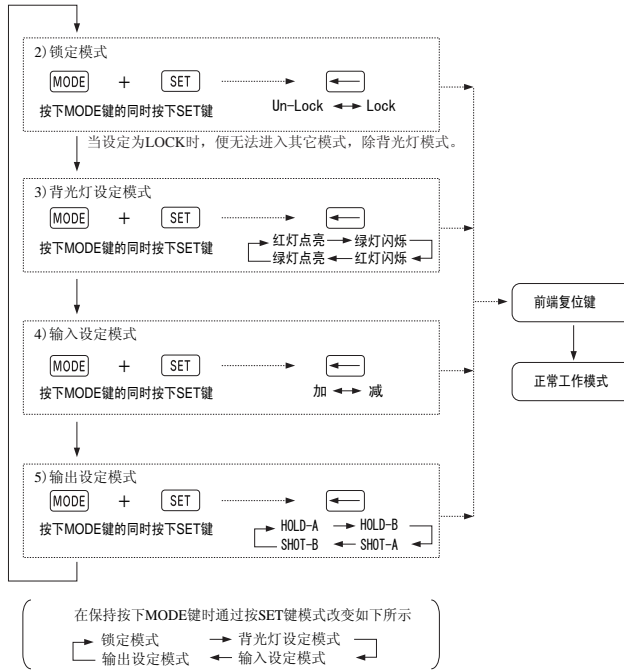 2)锁定模式
MODE + SET
按下MODE键的同时按下SET键
Un-Lock Lock
当设定为LOCK时，便无法进入其它模式，除背光灯模式。
3)背光灯设定模式
MODE + SET
按下MODE键的同时按下SET键
红灯点亮 绿灯闪烁
绿灯点亮 红灯闪烁
前端复位键
4)输入设定模式
MODE + SET
按下MODE键的同时按下SET键
加 减
正常工作模式
5)输出设定模式
MODE + SET
按下MODE键的同时按下SET键
HOLD-A HOLD-B
SHOT-B SHOT-A
在保持按下MODE键时通过按SET键模式改变如下所示
锁定模式 背光灯设定模式
输出设定模式 输入设定模式